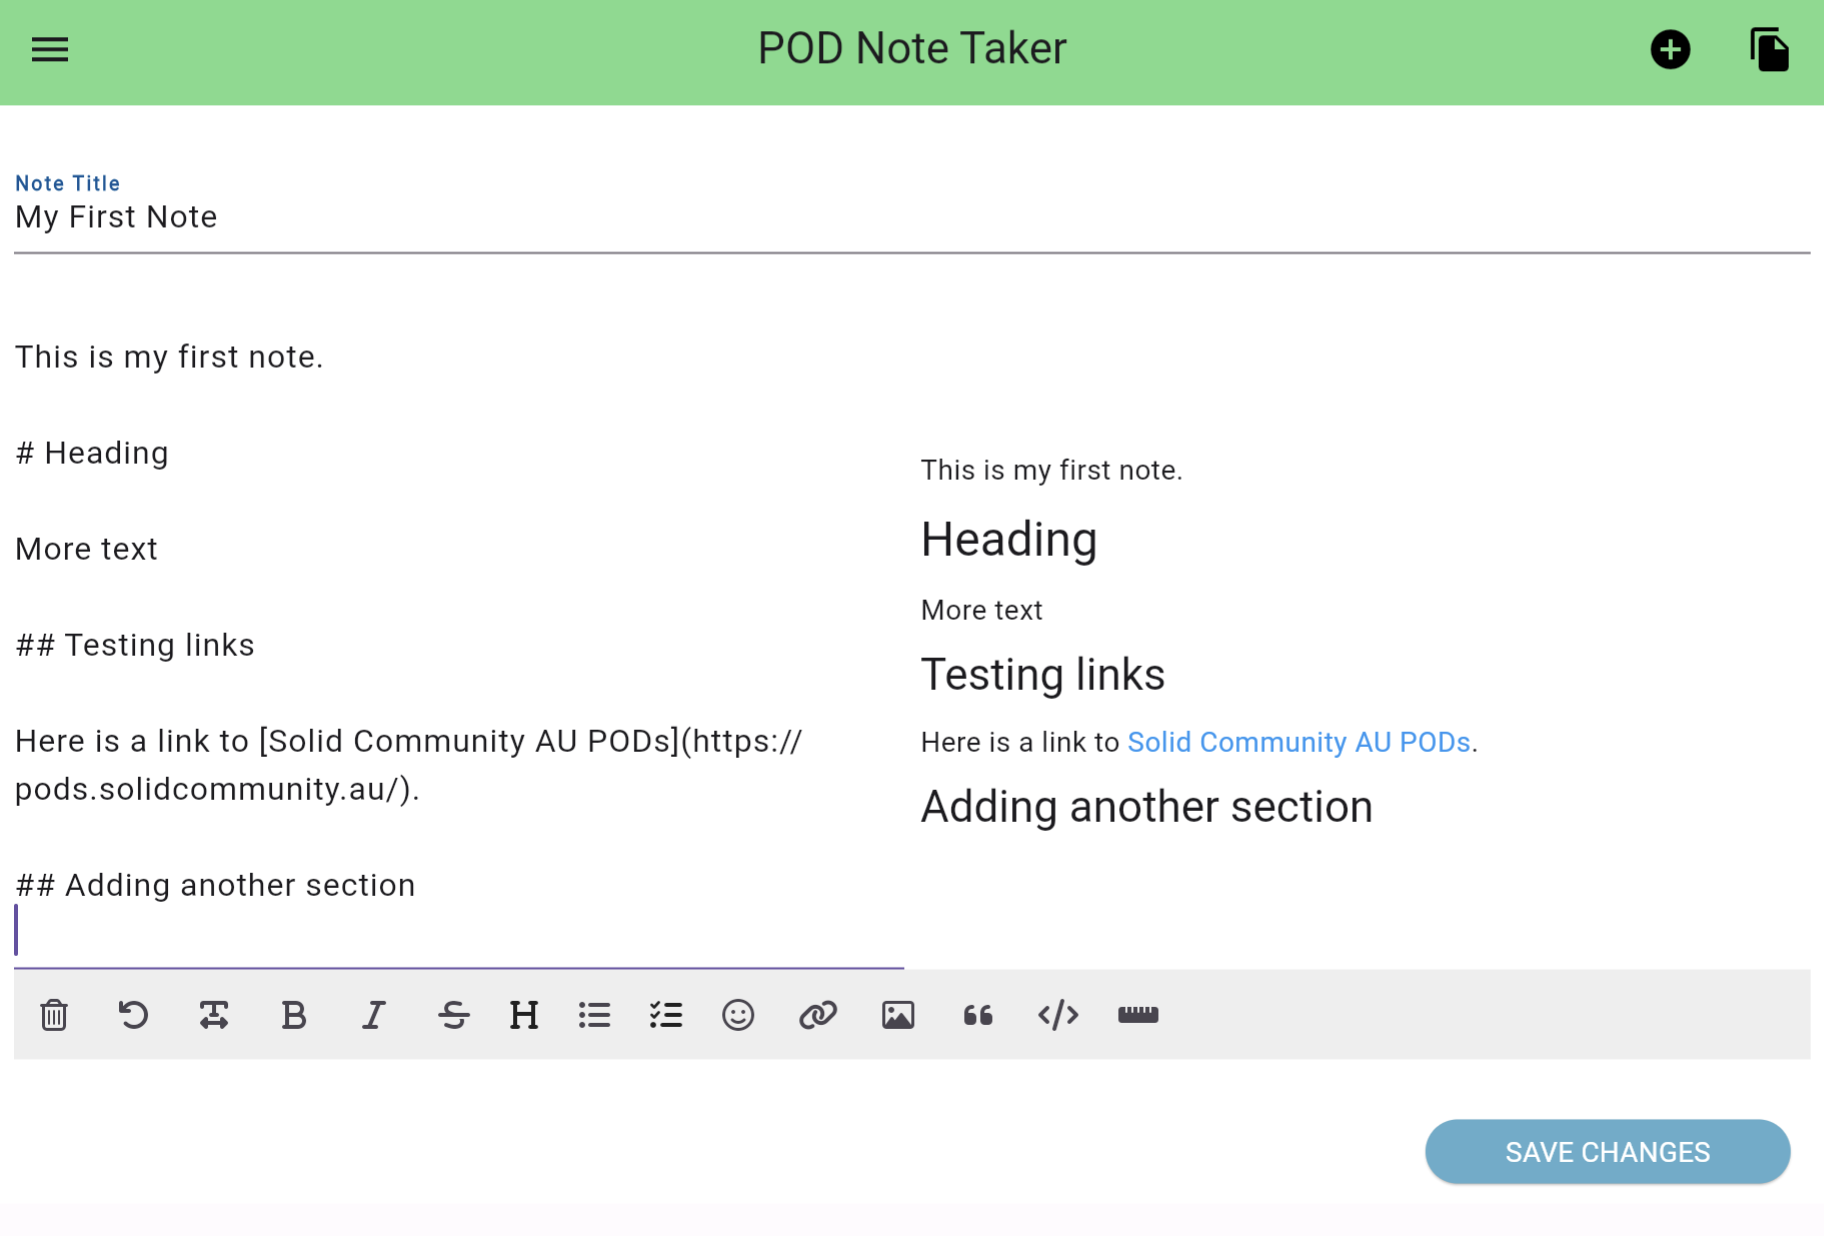 POD Note Taker
Note Title
My First Note
This is my first note.
# Heading
More text
## Testing links
Here is a link to [Solid Community AU PODs](https://
pods.solidcommunity.au/).
## Adding another section
This is my first note.
Heading
More text
Testing links
Here is a link to Solid Community AU PODs.
Adding another section
SAVE CHANGES